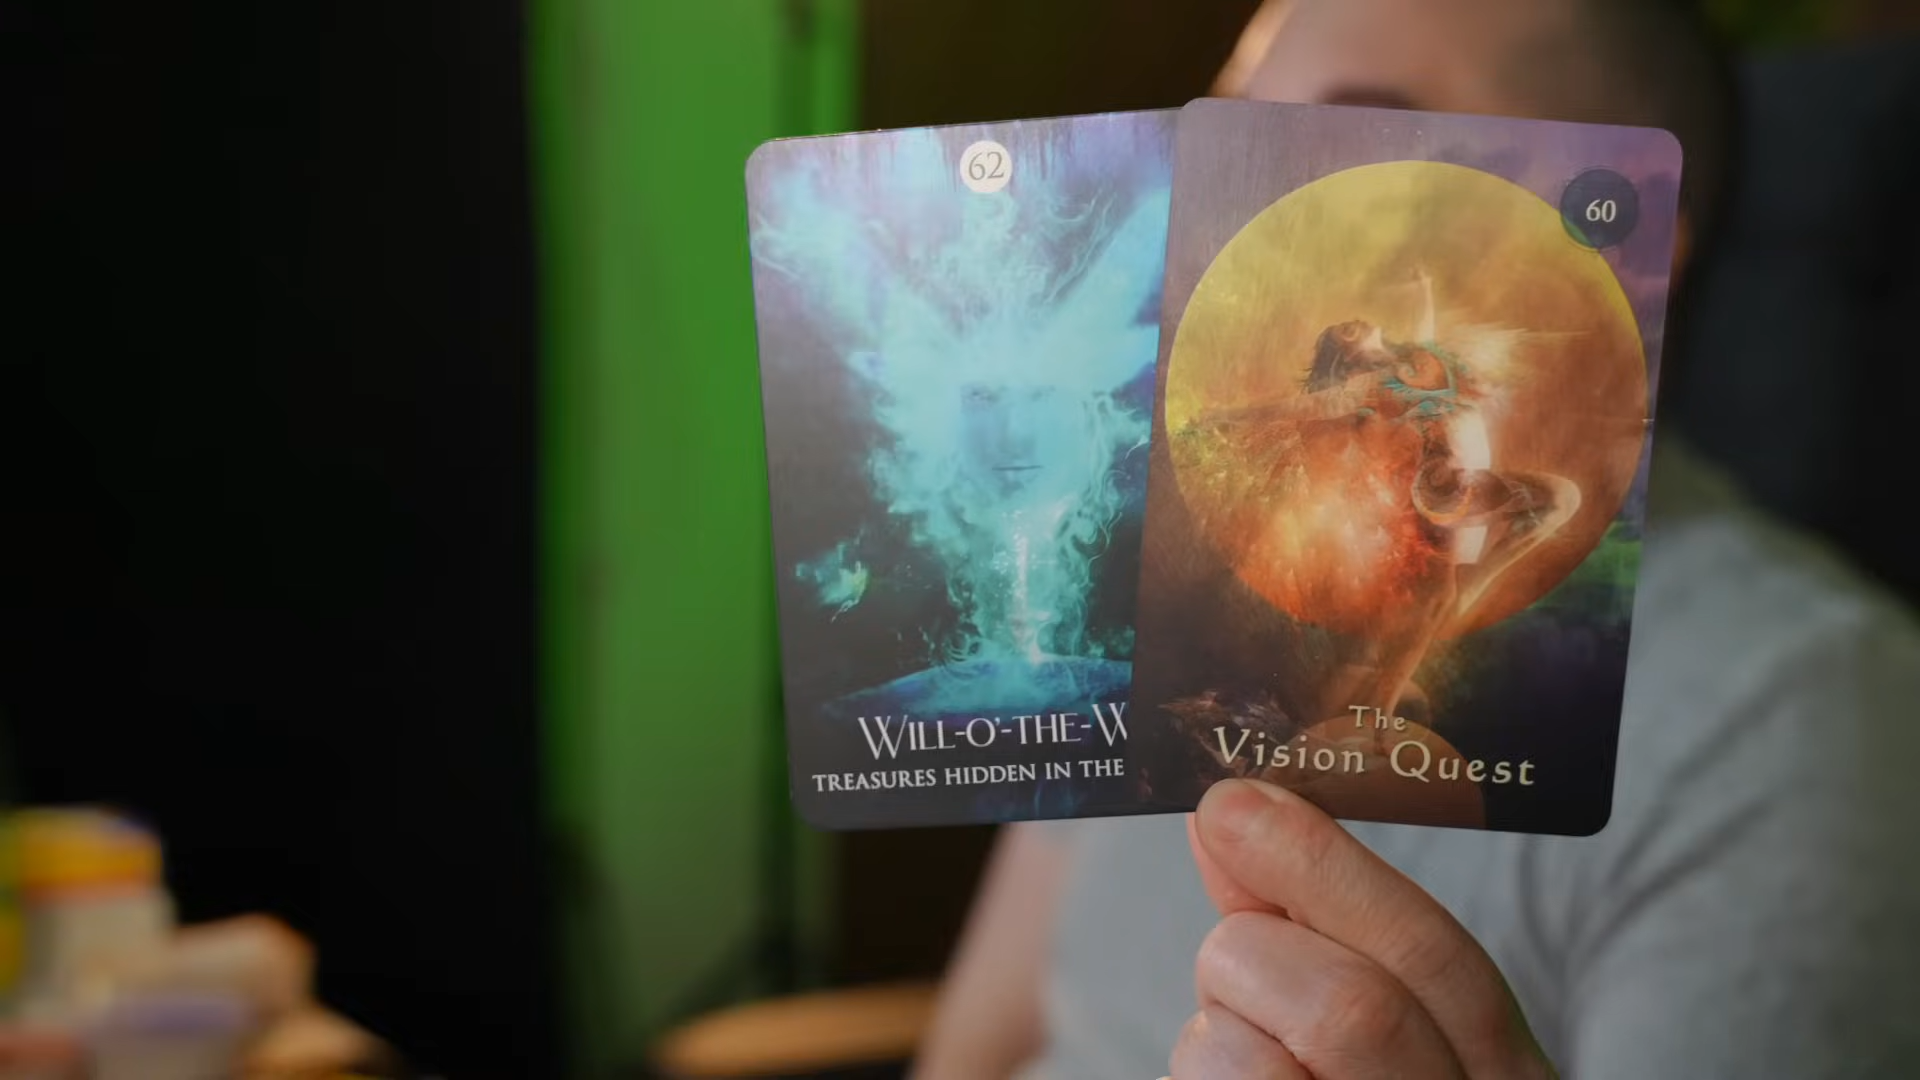 62
WILL-O'-THE-W
TREASURES HIDDEN IN THE
60
The
Vision Quest